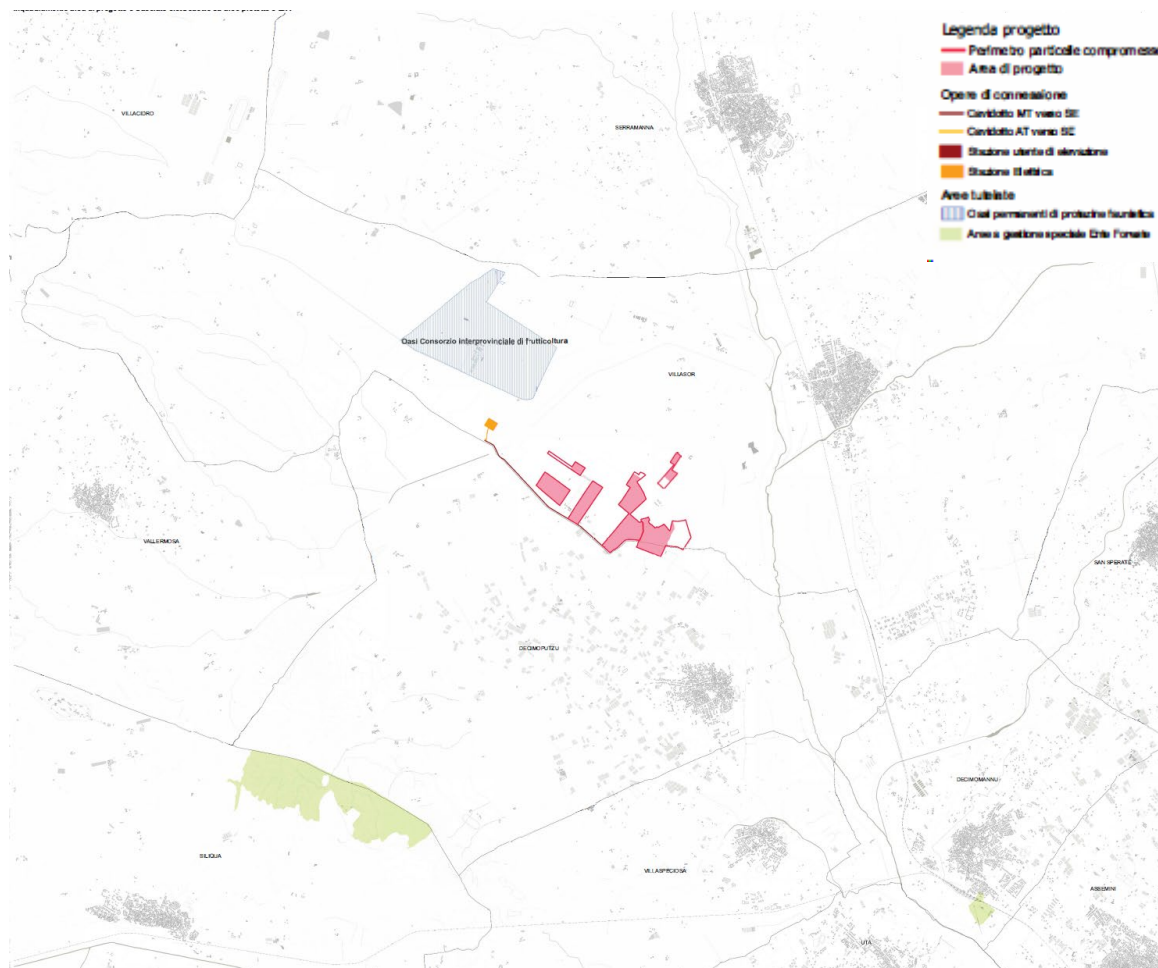 Legenda progetto
Perimetro particelle compromesse
Area di progetto
Opere di connessione
Cavidotto MT verso SE
Cavidotto AT verso SE
Stazione utente di elevazione
Stazione Elettrica
Aree tutelate
Oasi permanenti di protezine faunistica
Aree a gestione speciale Ente Foreste
VILLACIDRO
SERRAMANNA
Oasi Consorzio interprovinciale di frutticoltura
VILLASOR
VALLERMOSA
SAN SPERATE
DECIMOPUTZU
DECIMOMANNU
SILIQUA
VILLASPECIOSA
ASSEMINI
UTA